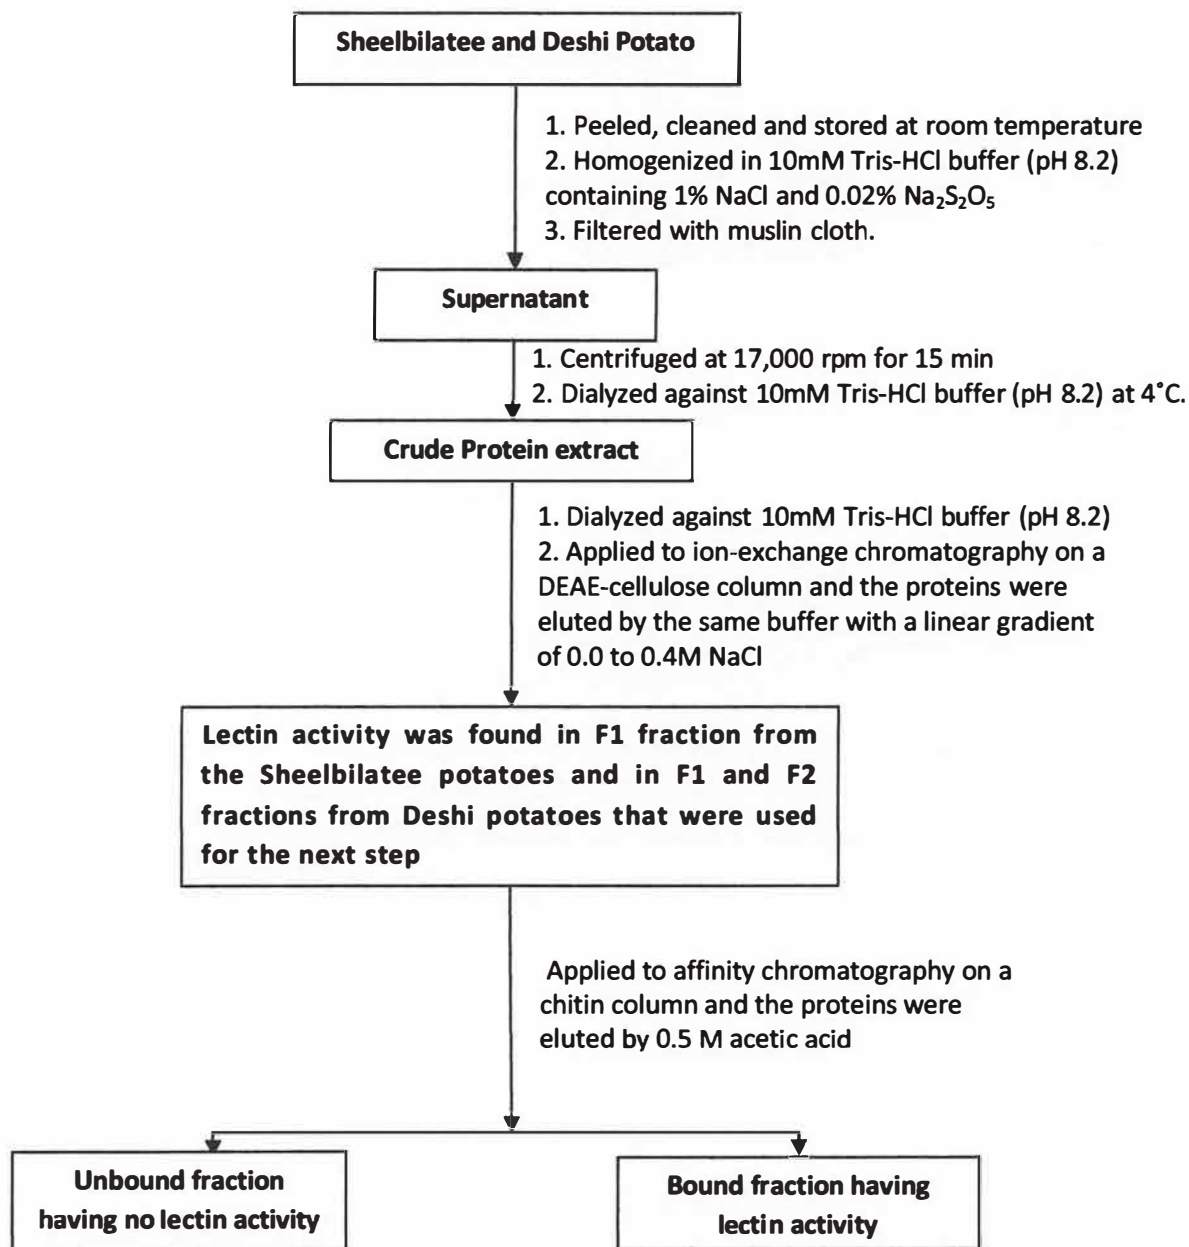 Sheelbilatee and Deshi Potato
1. Peeled, cleaned and stored at room temperature
2. Homogenized in 10mM Tris-HCl buffer (pH 8.2)
containing 1% NaCl and 0.02% Na₂S₂O₅
3. Filtered with muslin cloth.
Supernatant
1. Centrifuged at 17,000 rpm for 15 min
2. Dialyzed against 10mM Tris-HCl buffer (pH 8.2) at 4°C.
Crude Protein extract
1. Dialyzed against 10mM Tris-HCl buffer (pH 8.2)
2. Applied to ion-exchange chromatography on a
DEAE-cellulose column and the proteins were
eluted by the same buffer with a linear gradient
of 0.0 to 0.4M NaCl
Lectin activity was found in F1 fraction from
the Sheelbilatee potatoes and in F1 and F2
fractions from Deshi potatoes that were used
for the next step
Applied to affinity chromatography on a
chitin column and the proteins were
eluted by 0.5 M acetic acid
Unbound fraction
having no lectin activity
Bound fraction having
lectin activity